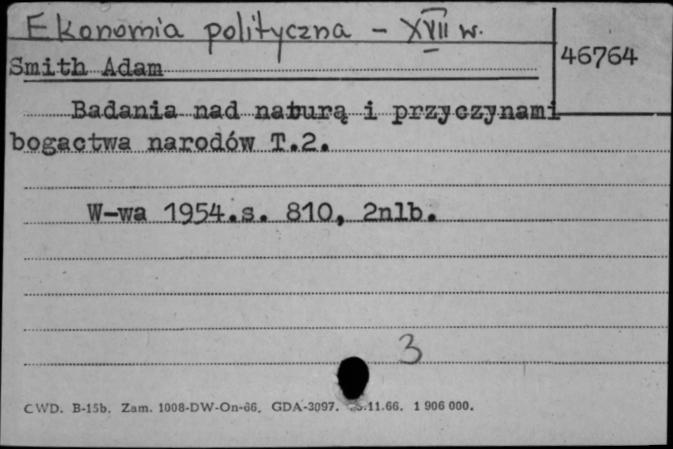 Ekonomia polityczna - XVII w.
46764
Smith Adam
Badania nad naturą i przyczynami
bogactwa narodów T.2.
W-wa 1954.s. 810, 2nlb.
3
CWD. B-15b. Zam. 1008-DW-On-66. GDA-3097. .11.66. 1 906 000.